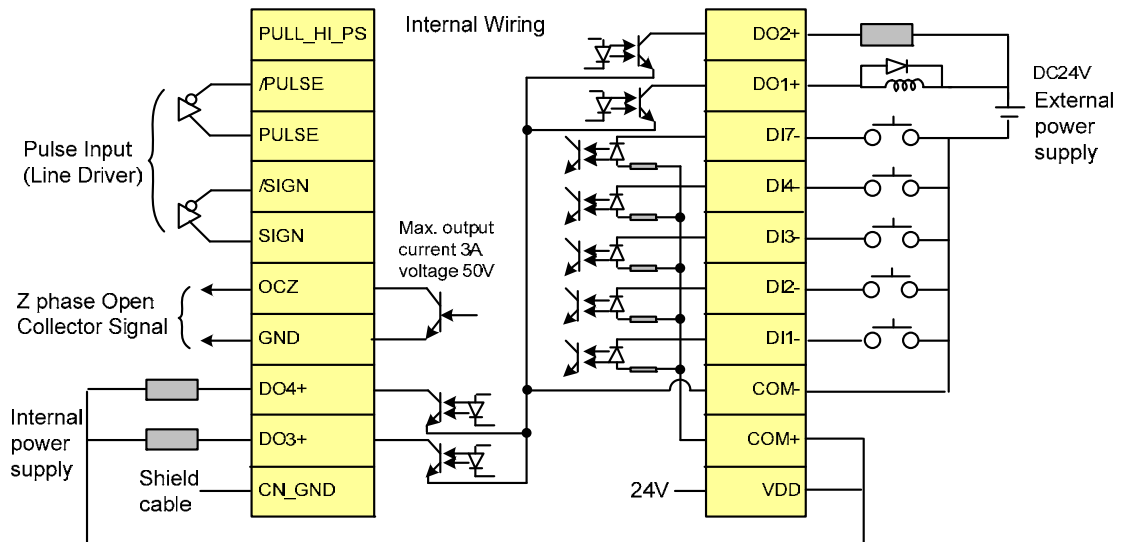 PULL_HI_PS
/PULSE
PULSE
/SIGN
SIGN
OCZ
GND
DO4+
DO3+
CN_GND
Pulse Input
(Line Driver)
Z phase Open
Collector Signal
Internal
power
supply
Shield
cable
Internal Wiring
Max. output
current 3A
voltage 50V
24V
DO2+
DO1+
DI7-
DI4-
DI3-
DI2-
DI1-
COM-
COM+
VDD
DC24V
External
power
supply